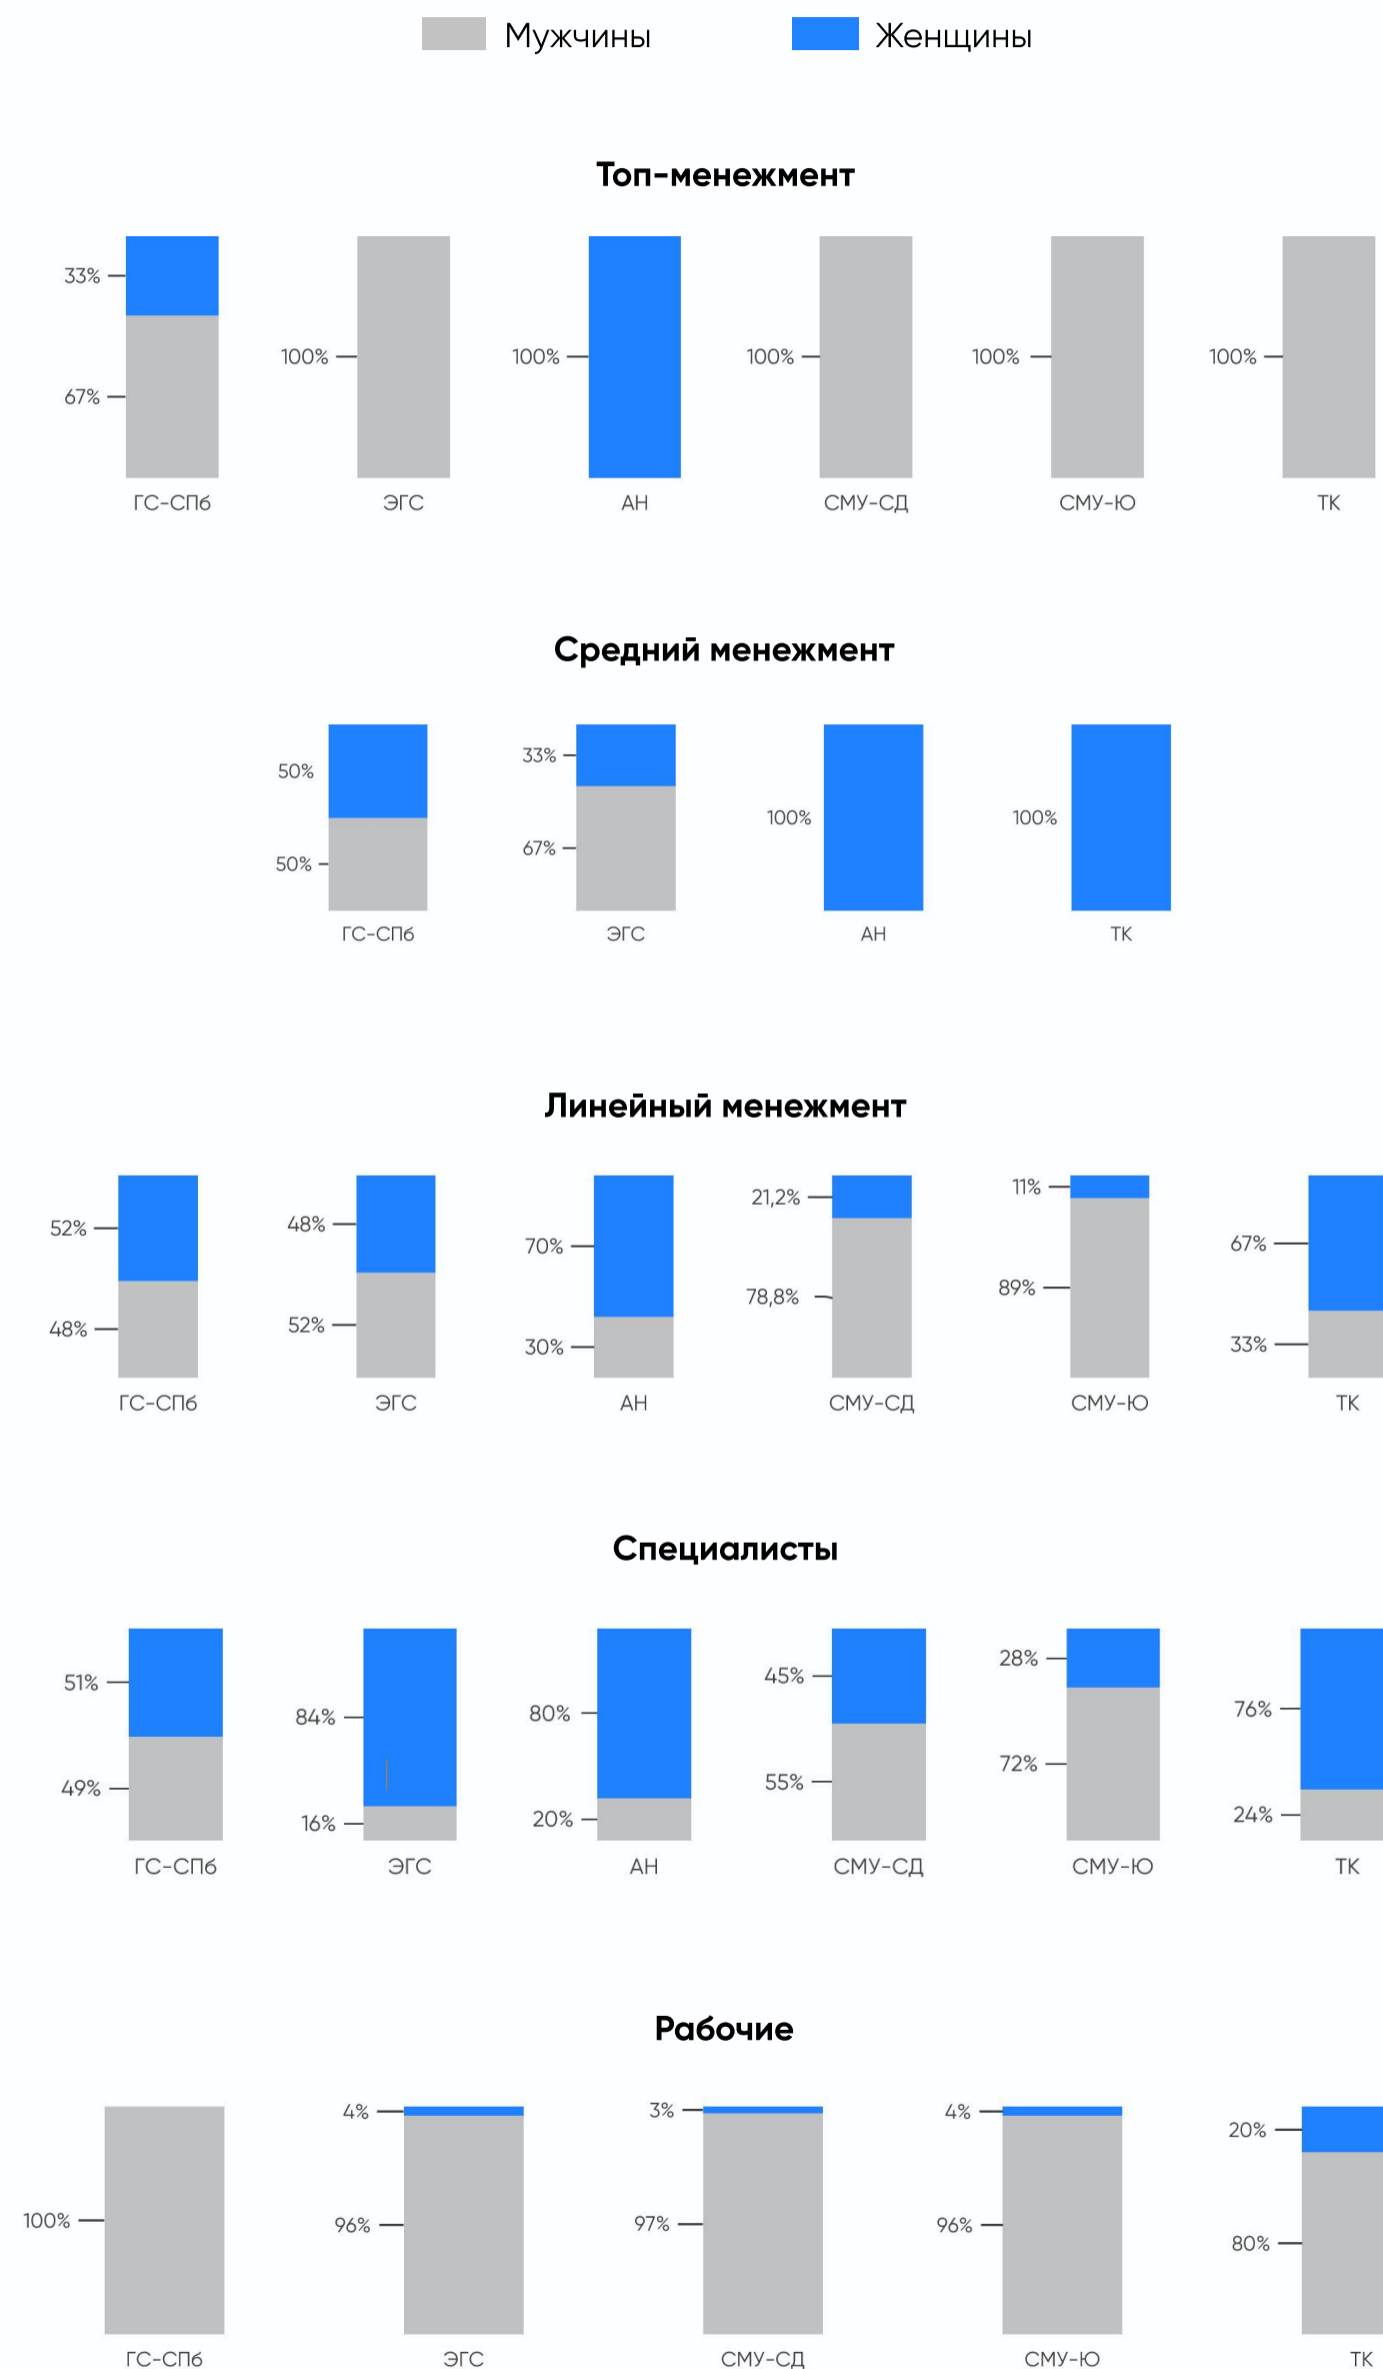 Мужчины Женщины
Топ-менежмент
33%
100% 100% 100% 100% 100%
67%
ГС-СПб ЭГС АН СМУ-СД СМУ-Ю ТК
Средний менежмент
33%
50%
100% 100%
67%
50%
ГС-СПб ЭГС АН ТК
Линейный менежмент
11%
21,2%
48%
52%
67%
70%
89%
78,8%
52%
48%
33%
30%
ГС-СПб ЭГС АН СМУ-СД СМУ-Ю ТК
Специалисты
28%
45%
51%
76%
80%
84%
72%
55%
49%
24%
20%
16%
ГС-СПб ЭГС АН СМУ-СД СМУ-Ю ТК
Рабочие
4% 3% 4%
20%
100%
96% 97% 96%
80%
ГС-СПб ЭГС СМУ-СД СМУ-Ю ТК